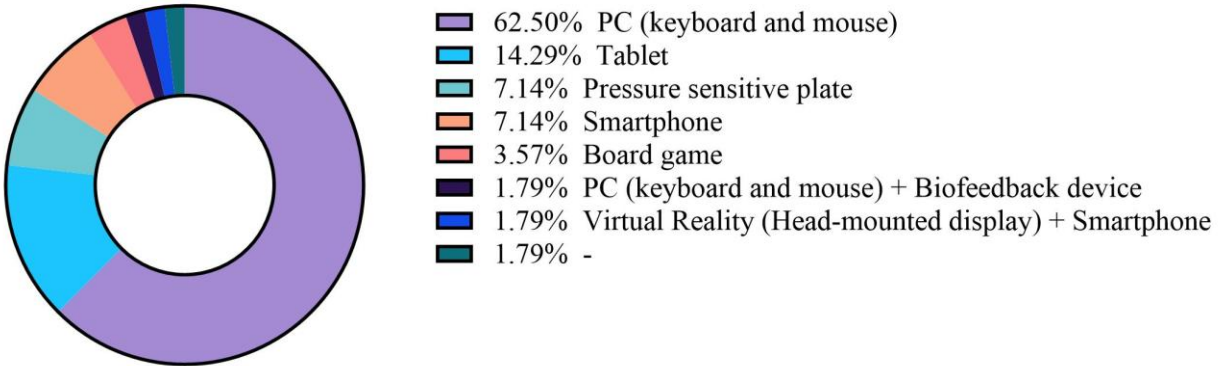 62.50% PC (keyboard and mouse)
14.29% Tablet
7.14% Pressure sensitive plate
7.14% Smartphone
3.57% Board game
1.79% PC (keyboard and mouse) + Biofeedback device
1.79% Virtual Reality (Head-mounted display) + Smartphone
1.79% -